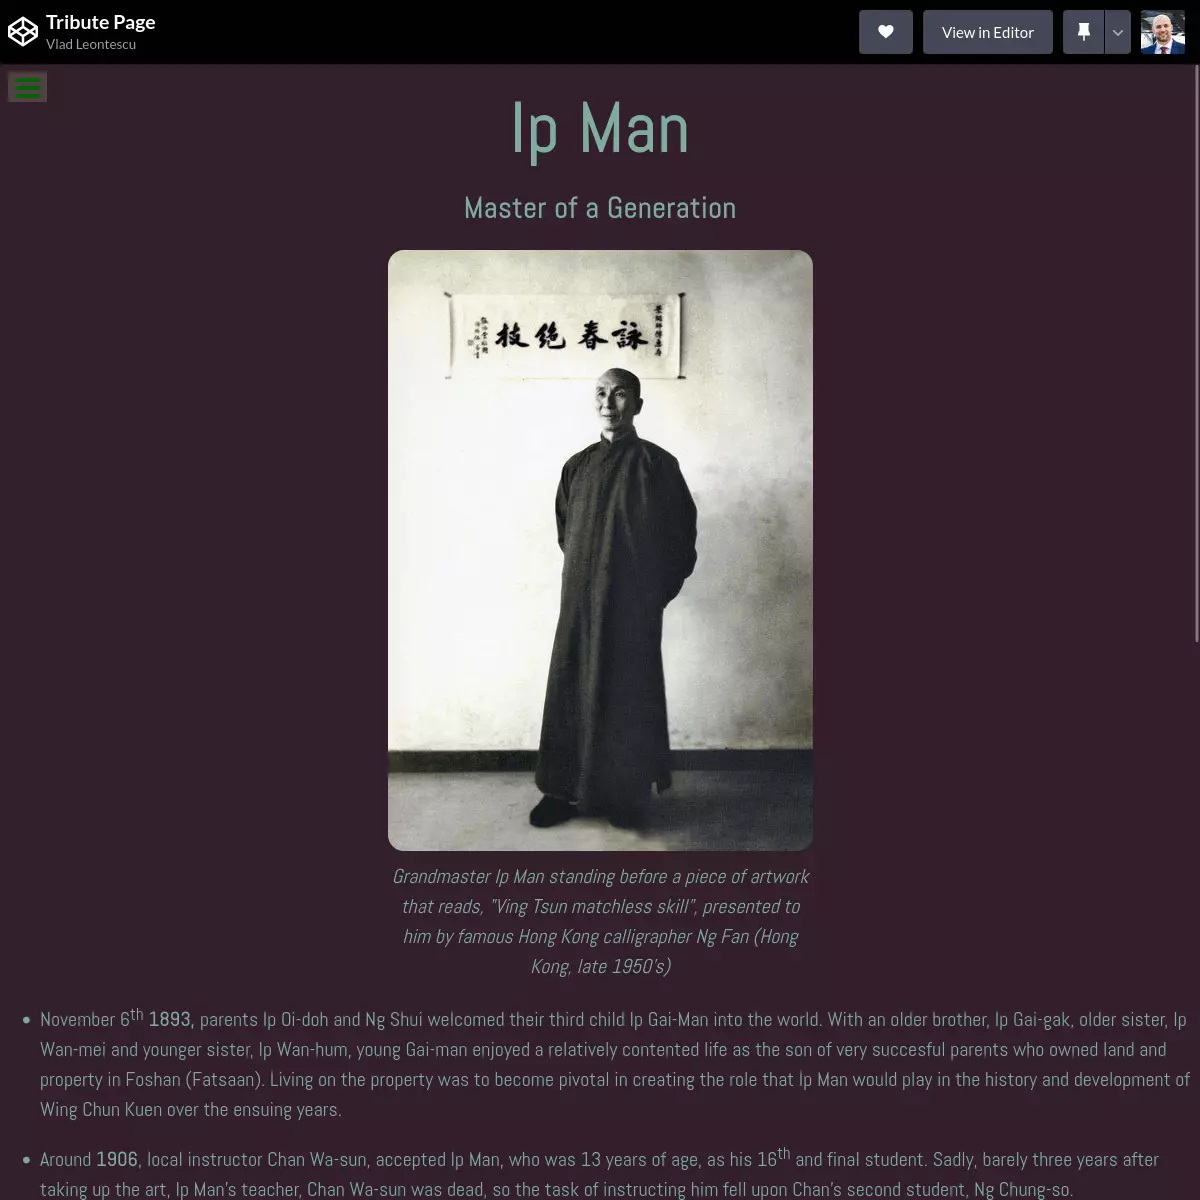 Tribute Page
Vlad Leontescu
View in Editor
Ip Man
Master of a Generation
技絶春詠
Grandmaster Ip Man standing before a piece of artwork
that reads, "Ving Tsun matchless skill", presented to
him by famous Hong Kong calligrapher Ng Fan (Hong
Kong, late 1950's)
• November 6th 1893, parents Ip Oi-doh and Ng Shui welcomed their third child Ip Gai-Man into the world. With an older brother, Ip Gai-gak, older sister, Ip
Wan-mei and younger sister, Ip Wan-hum, young Gai-man enjoyed a relatively contented life as the son of very succesful parents who owned land and
property in Foshan (Fatsaan). Living on the property was to become pivotal in creating the role that Ip Man would play in the history and development of
Wing Chun Kuen over the ensuing years.
• Around 1906, local instructor Chan Wa-sun, accepted Ip Man, who was 13 years of age, as his 16th and final student. Sadly, barely three years after
taking up the art, Ip Man's teacher, Chan Wa-sun was dead, so the task of instructing him fell upon Chan's second student, Ng Chung-so.